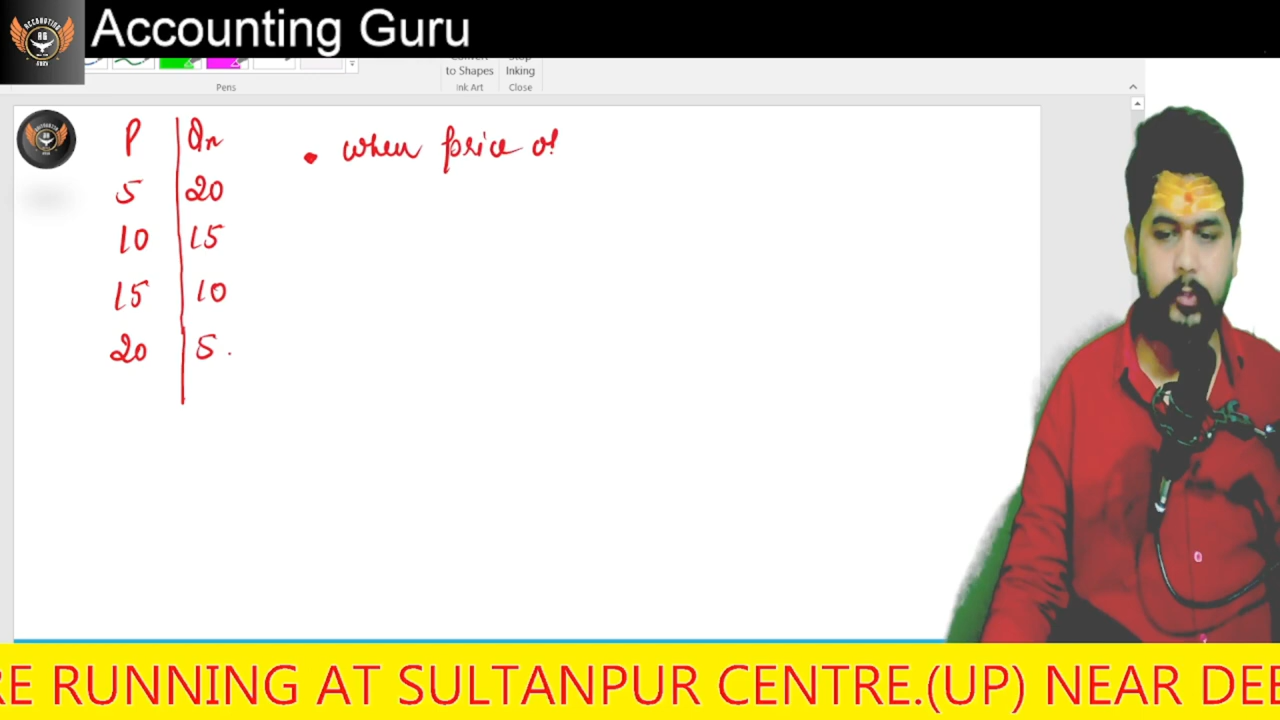 Accounting Guru
to Shapes
Inking
Pens
Ink Art
Close
P
5 20
10 15
15 10
20 5.
• when price of
RE RUNNING AT SULTANPUR CENTRE.(UP) NEAR DEE